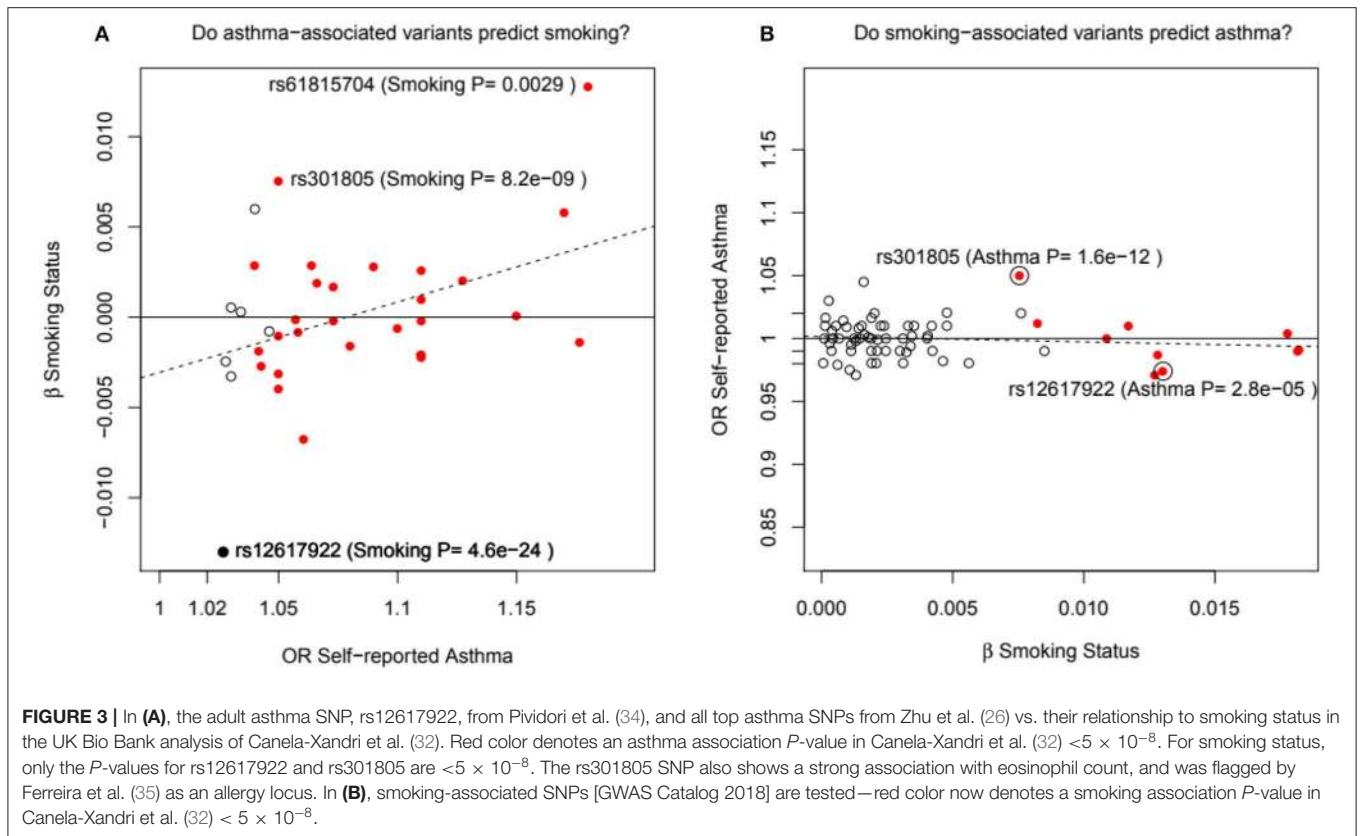 A Do asthma-associated variants predict smoking?
rs61815704 (Smoking P= 0.0029 )
rs301805 (Smoking P= 8.2e−09 )
rs12617922 (Smoking P= 4.6e−24 )
β Smoking Status
0.010
0.005
0.000
−0.005
−0.010
1 1.02 1.05 1.1 1.15
OR Self−reported Asthma
B Do smoking-associated variants predict asthma?
rs301805 (Asthma P= 1.6e−12 )
rs12617922 (Asthma P= 2.8e−05 )
OR Self−reported Asthma
1.15
1.1
1.05
1
0.95
0.9
0.85
0.000 0.005 0.010 0.015
β Smoking Status
FIGURE 3 | In (A), the adult asthma SNP, rs12617922, from Pividori et al. (34), and all top asthma SNPs from Zhu et al. (26) vs. their relationship to smoking status in
the UK Bio Bank analysis of Canela-Xandri et al. (32). Red color denotes an asthma association P-value in Canela-Xandri et al. (32) <5 × 10⁻⁸. For smoking status,
only the P-values for rs12617922 and rs301805 are <5 × 10⁻⁸. The rs301805 SNP also shows a strong association with eosinophil count, and was flagged by
Ferreira et al. (35) as an allergy locus. In (B), smoking-associated SNPs [GWAS Catalog 2018] are tested—red color now denotes a smoking association P-value in
Canela-Xandri et al. (32) < 5 × 10⁻⁸.